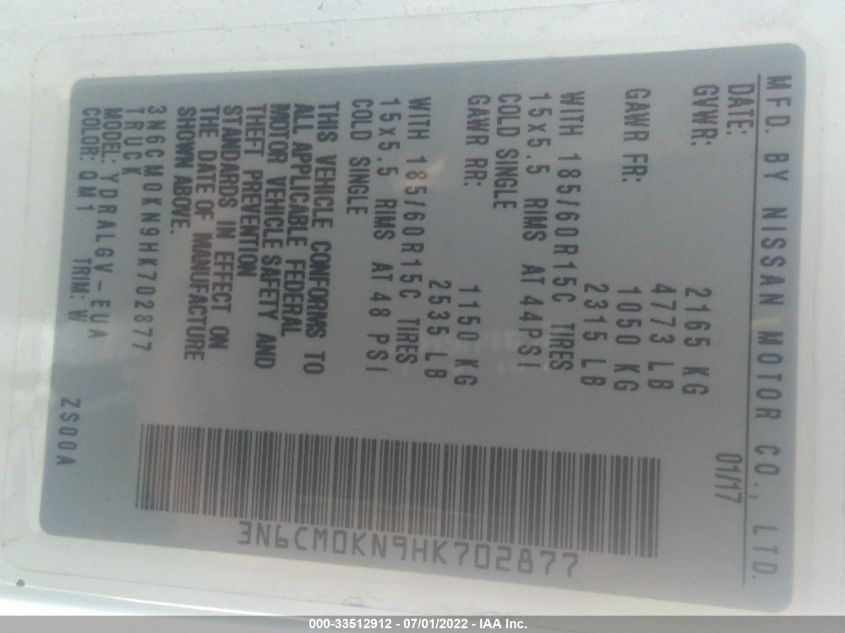 MFD. BY NISSAN MOTOR CO., LTD.
DATE: 01/17
GVWR: 2165 KG
4773 LB
GAWR FR: 1050 KG
2315 LB
WITH 185/60R15C TIRES
15x5.5 RIMS AT 44PSI
COLD SINGLE
GAWR RR: 1150 KG
2535 LB
WITH 185/60R15C TIRES
15x5.5 RIMS AT 48 PSI
COLD SINGLE
THIS VEHICLE CONFORMS TO
ALL APPLICABLE FEDERAL
MOTOR VEHICLE SAFETY AND
THEFT PREVENTION
STANDARDS IN EFFECT ON
THE DATE OF MANUFACTURE
SHOWN ABOVE.
3N6CM0KN9HK702877
TRUCK
MODEL: YDRALGV-EUA
COLOR: QM1 TRIM: W ZS00A
3N6CM0KN9HK702877
000-33512912 - 07/01/2022 - IAA Inc.